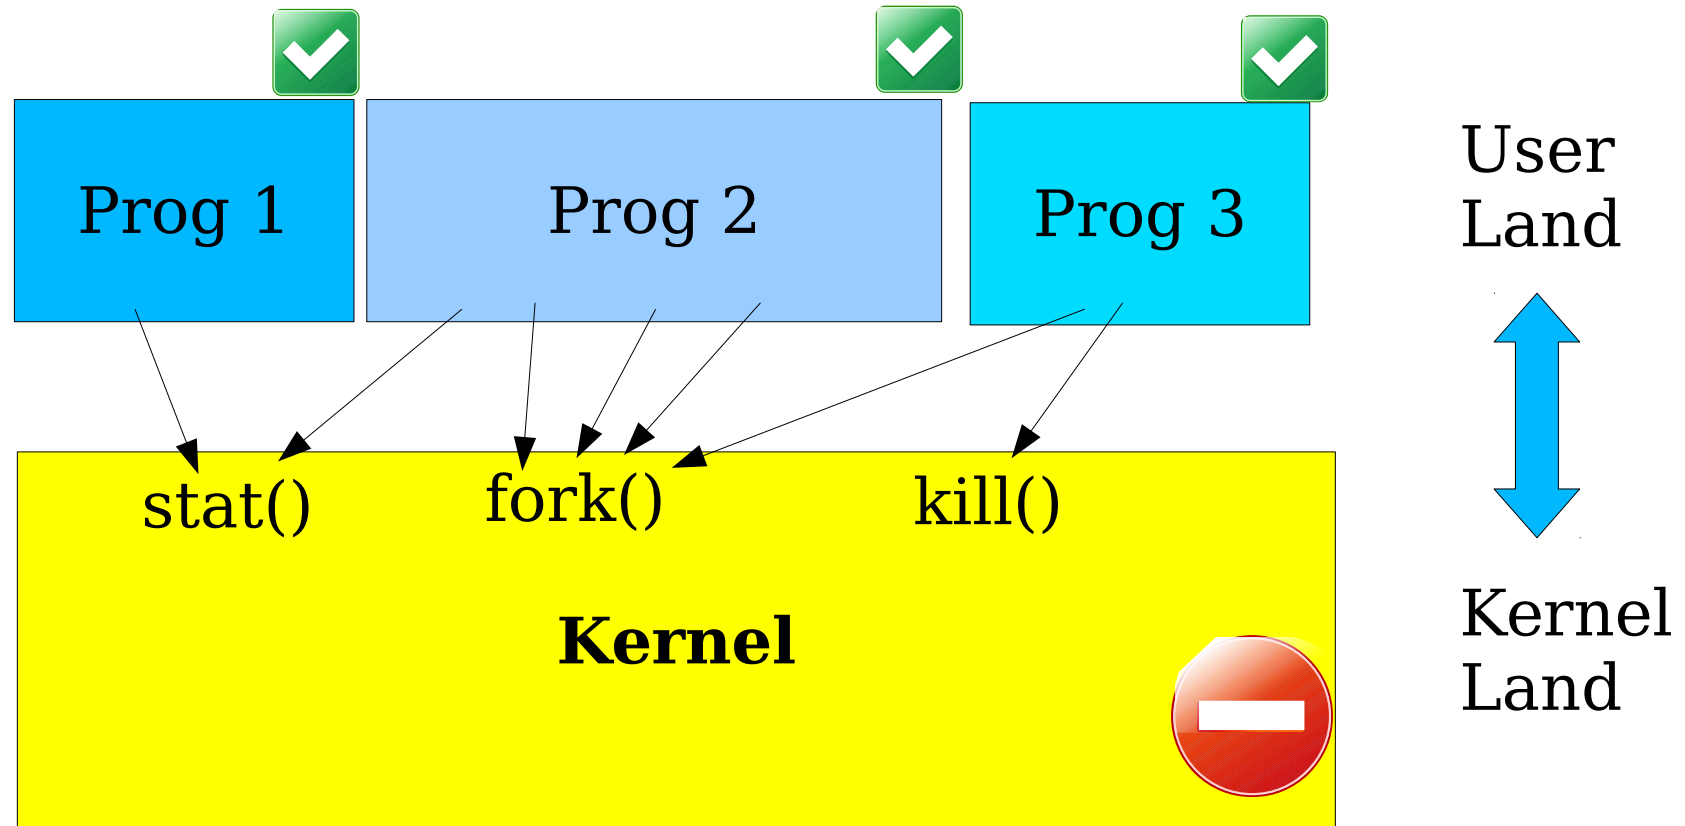 Prog 1
Prog 2
Prog 3
User
Land
stat()
fork()
kill()
Kernel
Kernel
Land